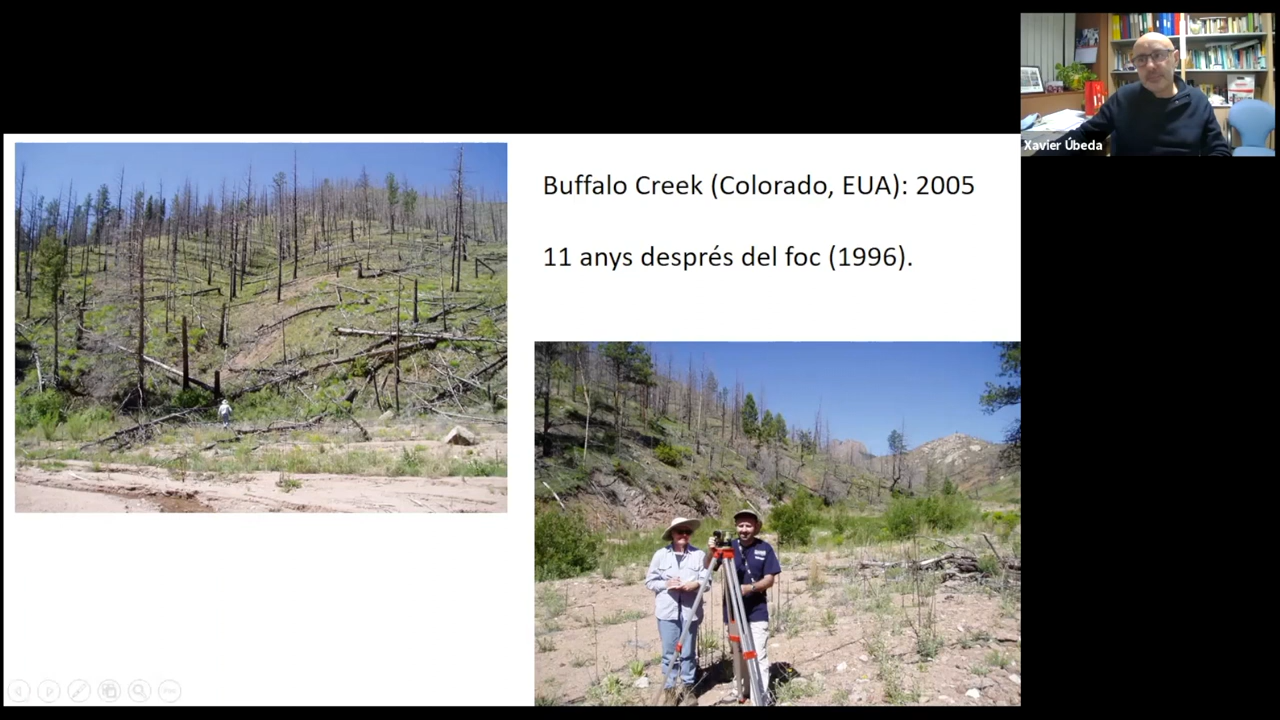 Buffalo Creek (Colorado, EUA): 2005
11 anys després del foc (1996).
Xavier Úbeda